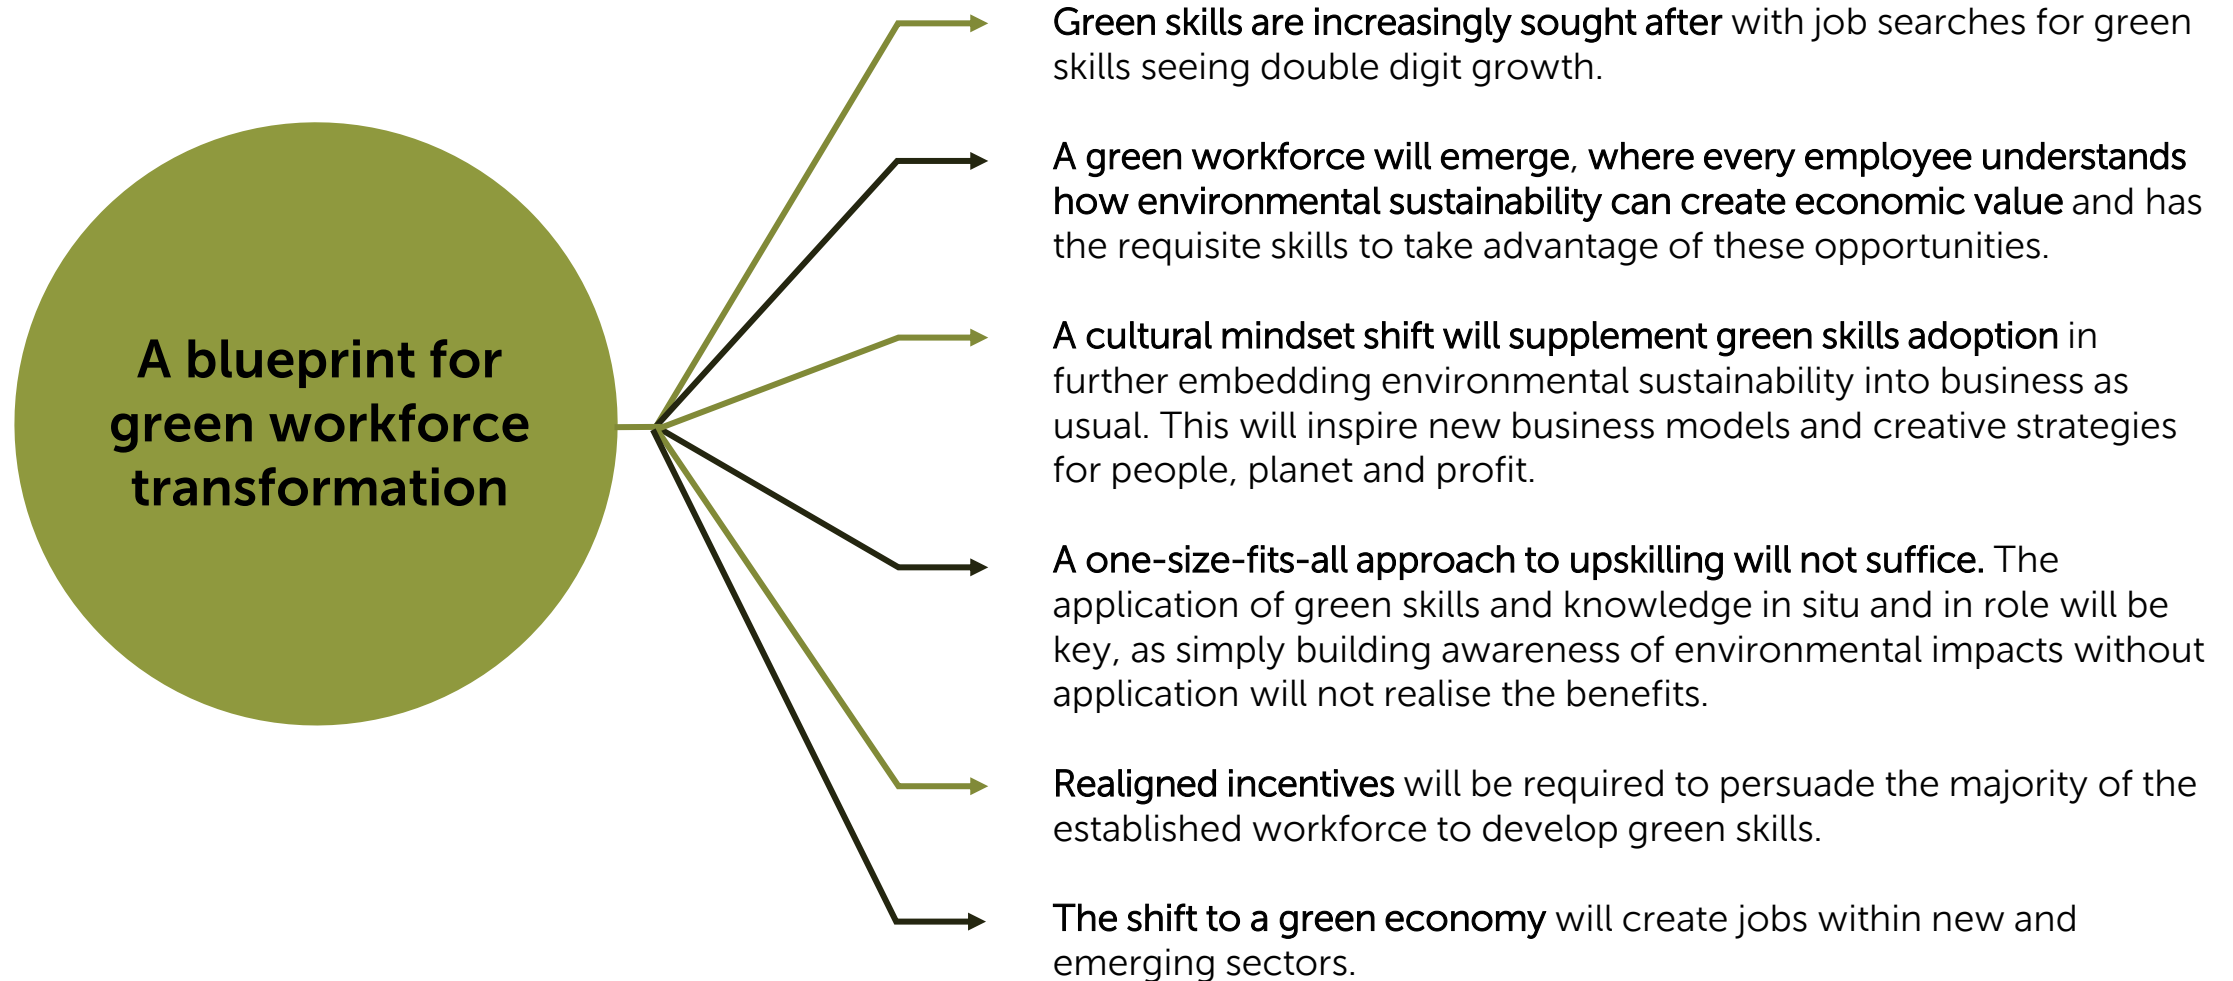 A blueprint for
green workforce
transformation
Green skills are increasingly sought after with job searches for green
skills seeing double digit growth.
A green workforce will emerge, where every employee understands
how environmental sustainability can create economic value and has
the requisite skills to take advantage of these opportunities.
A cultural mindset shift will supplement green skills adoption in
further embedding environmental sustainability into business as
usual. This will inspire new business models and creative strategies
for people, planet and profit.
A one-size-fits-all approach to upskilling will not suffice. The
application of green skills and knowledge in situ and in role will be
key, as simply building awareness of environmental impacts without
application will not realise the benefits.
Realigned incentives will be required to persuade the majority of the
established workforce to develop green skills.
The shift to a green economy will create jobs within new and
emerging sectors.